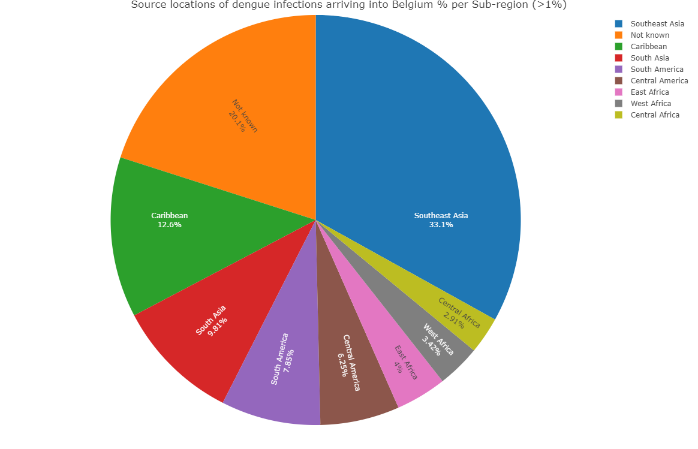 Source locations of dengue infections arriving into Belgium % per Sub-region (>1%)
Southeast Asia
Not known
Caribbean
South Asia
South America
Central America
East Africa
West Africa
Central Africa
Not known
20.1%
Southeast Asia
33.1%
Caribbean
12.6%
South Asia
9.81%
South America
7.85%
Central America
6.25%
East Africa
4%
West Africa
3.42%
Central Africa
2.91%